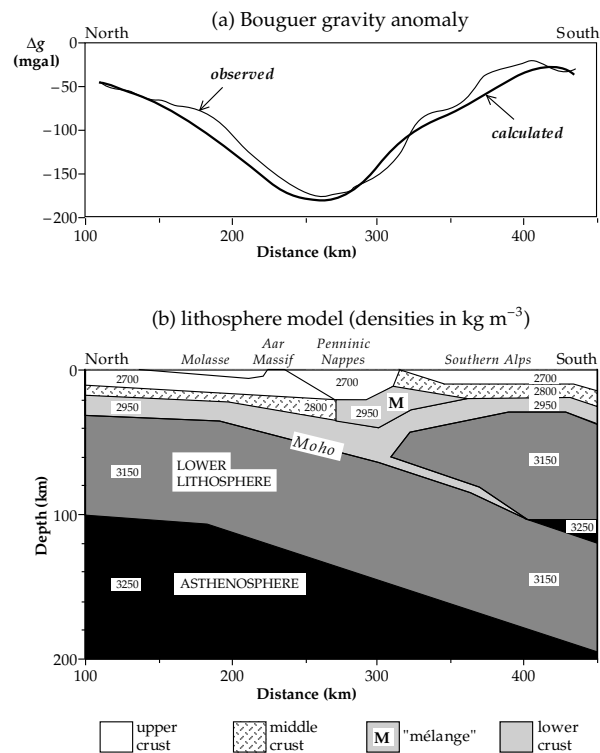 (a) Bouguer gravity anomaly
North
South
Δg
(mgal)
0
−50
−100
−150
−200
observed
calculated
100
200
300
400
Distance (km)
(b) lithosphere model (densities in kg m⁻³)
North
Molasse
Aar
Massif
Penninic
Nappes
Southern Alps
South
0
100
200
Depth (km)
2700
2700
2700
2800
2800
2950
2950
2950
M
Moho
3150
LOWER
LITHOSPHERE
3150
3250
3250
ASTHENOSPHERE
3150
100
200
300
400
Distance (km)
upper
crust
middle
crust
M
"mélange"
lower
crust